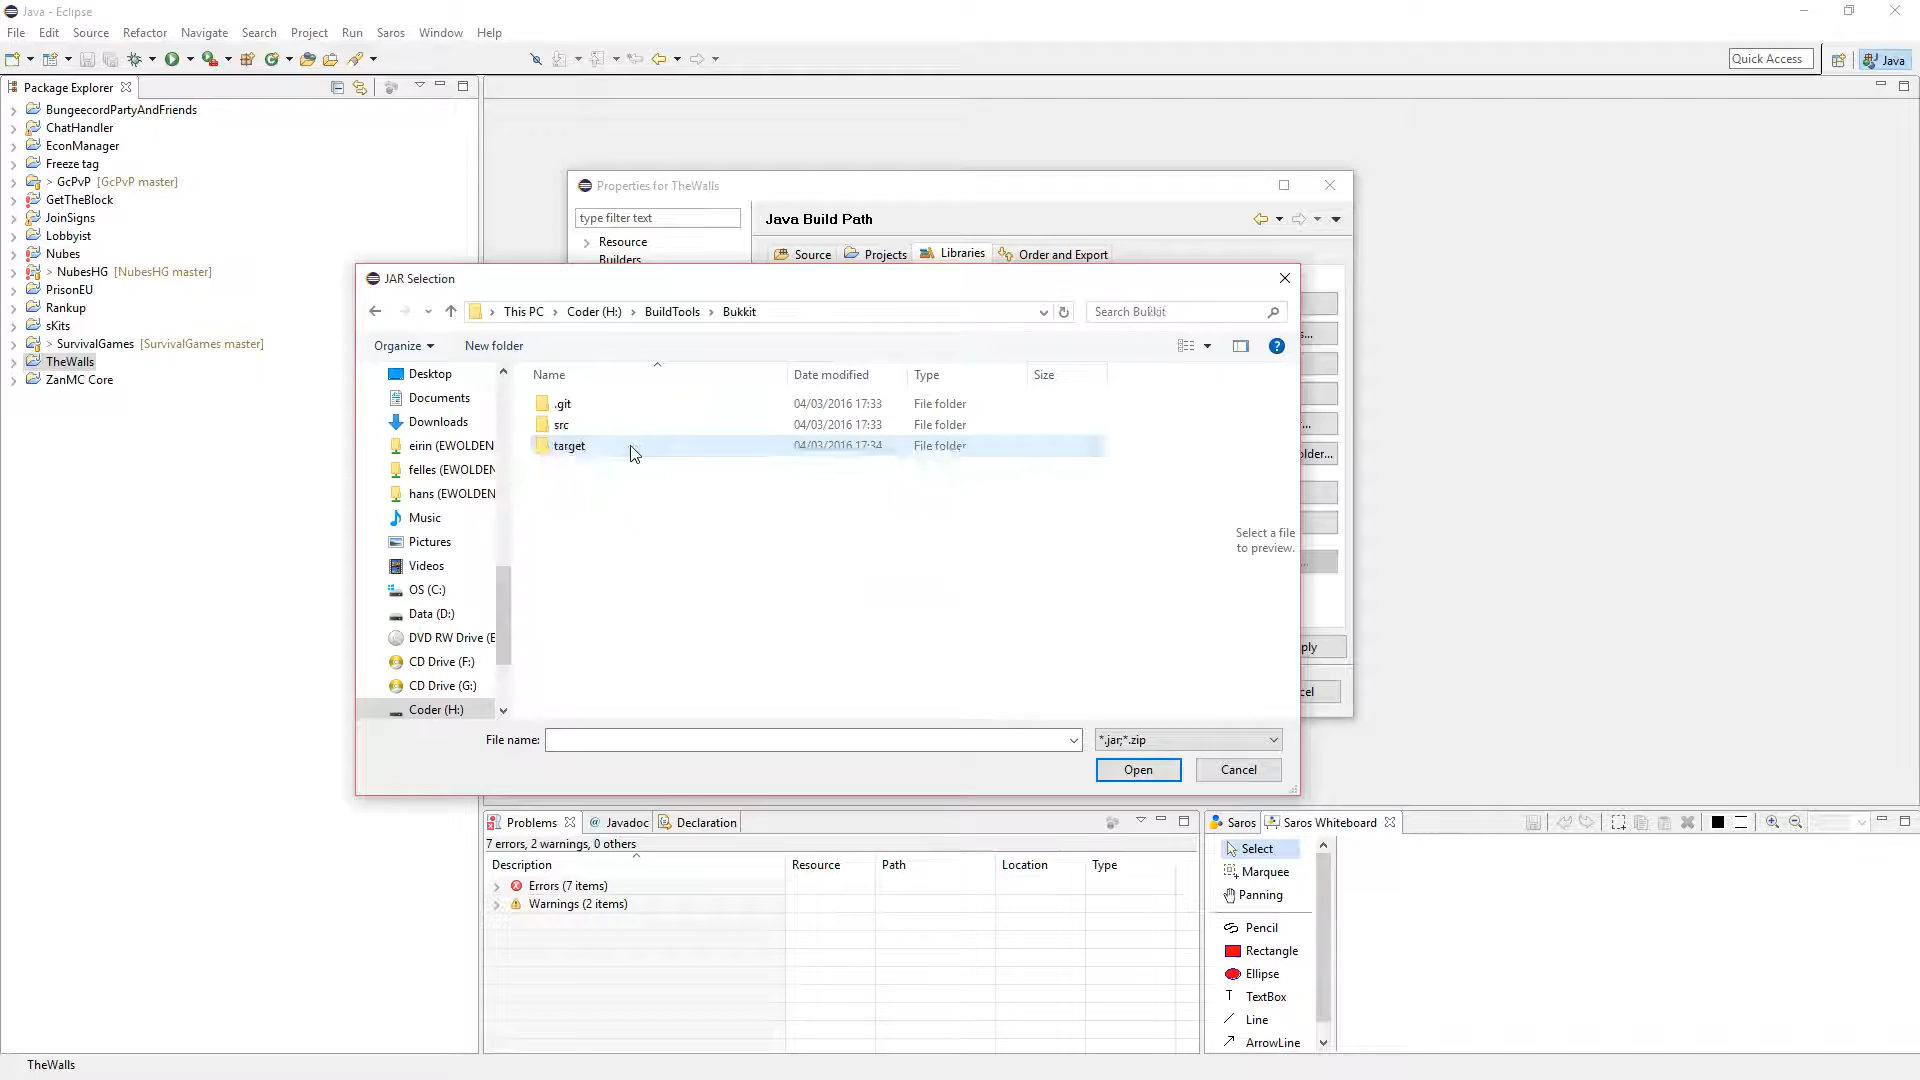 Java - Eclipse
File Edit Source Refactor Navigate Search Project Run Saros Window Help
Quick Access
Java
Package Explorer
BungeecordPartyAndFriends
ChatHandler
EconManager
Freeze tag
> GcPvP [GcPvP master]
GetTheBlock
JoinSigns
Lobbyist
Nubes
> NubesHG [NubesHG master]
PrisonEU
Rankup
sKits
> SurvivalGames [SurvivalGames master]
TheWalls
ZanMC Core
Properties for TheWalls
type filter text
Resource
Builders
Java Build Path
Source Projects Libraries Order and Export
JAR Selection
This PC > Coder (H:) > BuildTools > Bukkit
Search Bukkit
Organize New folder
Desktop
Documents
Downloads
eirin (EWOLDEN
felles (EWOLDEN
hans (EWOLDEN
Music
Pictures
Videos
OS (C:)
Data (D:)
DVD RW Drive (E
CD Drive (F:)
CD Drive (G:)
Coder (H:)
Name Date modified Type Size
.git 04/03/2016 17:33 File folder
src 04/03/2016 17:33 File folder
target 04/03/2016 17:34 File folder
Select a file
to preview.
File name:
*.jar;*.zip
Open Cancel
s...
...
older...
...
ply
cel
Problems Javadoc Declaration
7 errors, 2 warnings, 0 others
Description Resource Path Location Type
Errors (7 items)
Warnings (2 items)
Saros Saros Whiteboard
Select
Marquee
Panning
Pencil
Rectangle
Ellipse
T TextBox
Line
ArrowLine
TheWalls